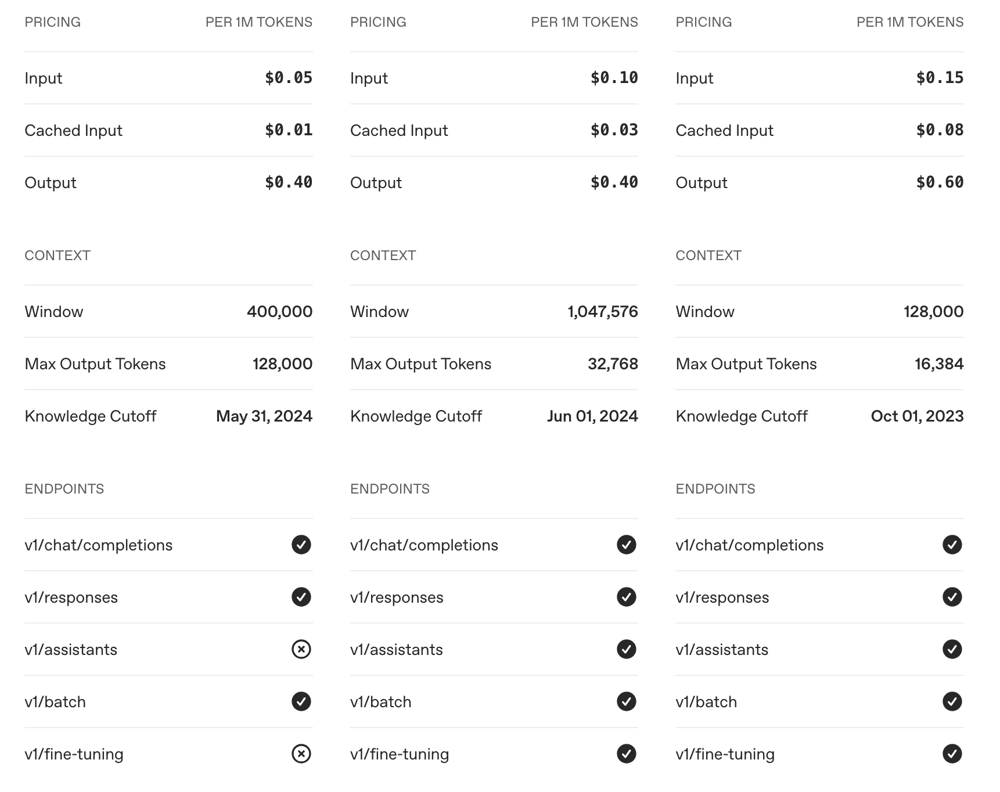 PRICING PER 1M TOKENS
Input $0.05
Cached Input $0.01
Output $0.40
CONTEXT
Window 400,000
Max Output Tokens 128,000
Knowledge Cutoff May 31, 2024
ENDPOINTS
v1/chat/completions
v1/responses
v1/assistants
v1/batch
v1/fine-tuning
PRICING PER 1M TOKENS
Input $0.10
Cached Input $0.03
Output $0.40
CONTEXT
Window 1,047,576
Max Output Tokens 32,768
Knowledge Cutoff Jun 01, 2024
ENDPOINTS
v1/chat/completions
v1/responses
v1/assistants
v1/batch
v1/fine-tuning
PRICING PER 1M TOKENS
Input $0.15
Cached Input $0.08
Output $0.60
CONTEXT
Window 128,000
Max Output Tokens 16,384
Knowledge Cutoff Oct 01, 2023
ENDPOINTS
v1/chat/completions
v1/responses
v1/assistants
v1/batch
v1/fine-tuning